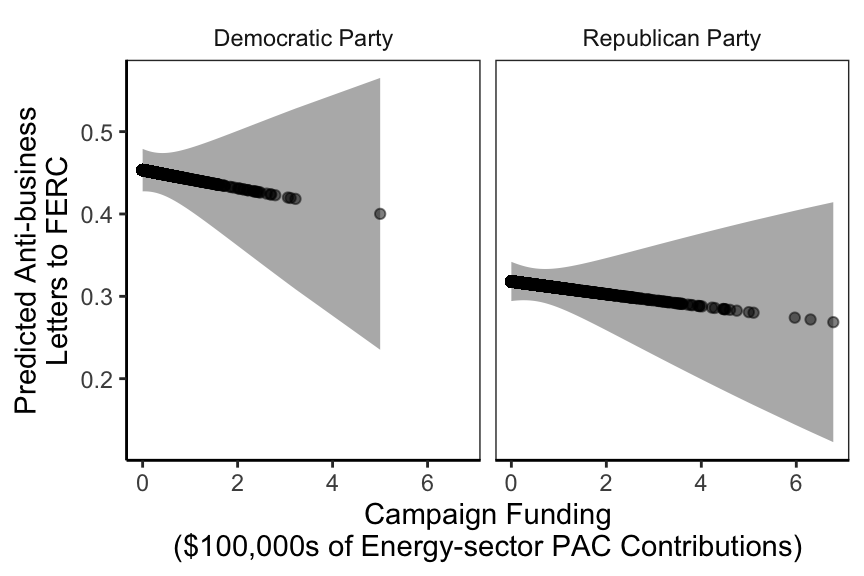 Democratic Party
Republican Party
Predicted Anti-business
Letters to FERC
0.5
0.4
0.3
0.2
0 2 4 6
0 2 4 6
Campaign Funding
($100,000s of Energy-sector PAC Contributions)